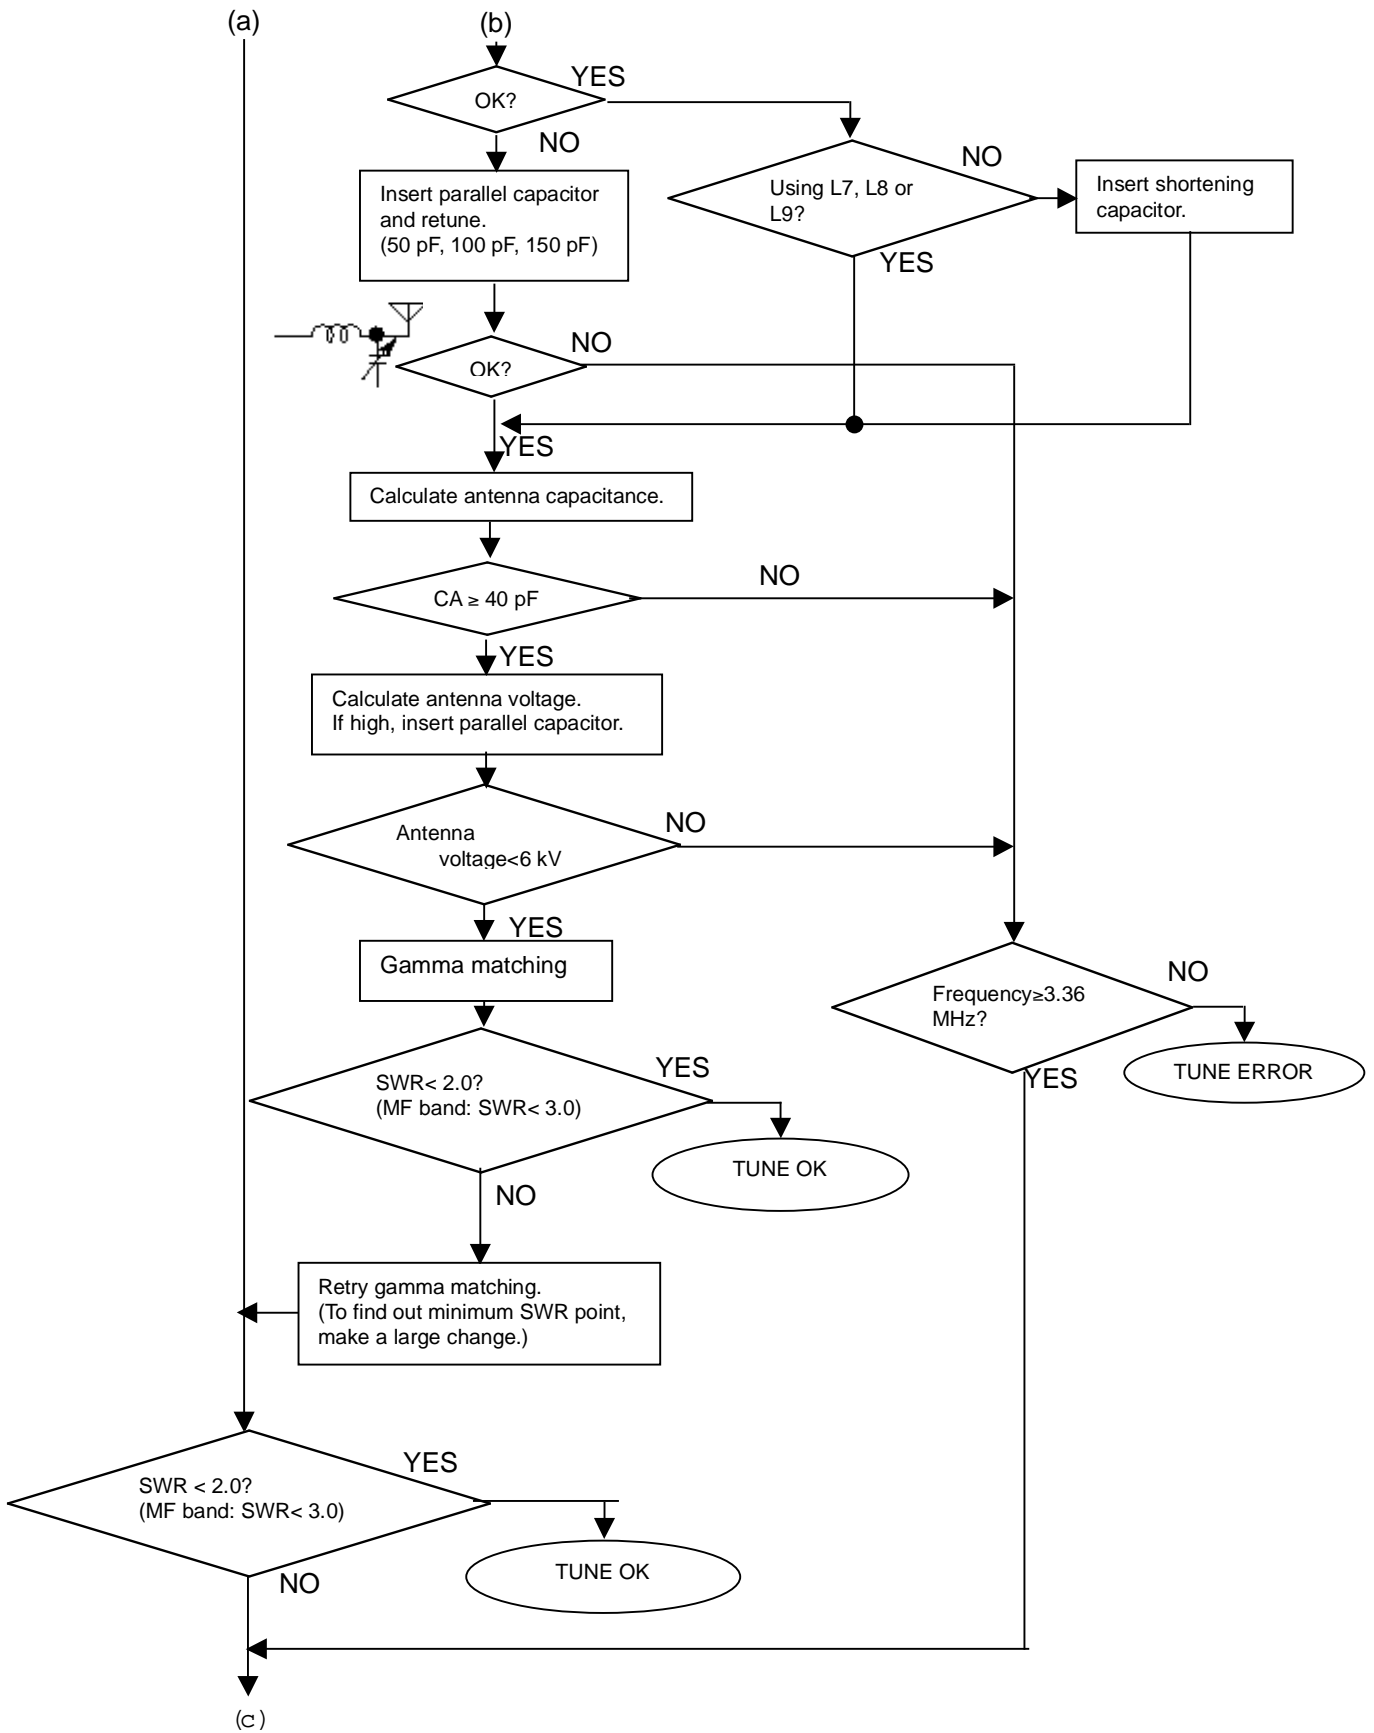 (a)
(b)
YES
OK?
NO
NO
Insert parallel capacitor
and retune.
(50 pF, 100 pF, 150 pF)
Using L7, L8 or
L9?
Insert shortening
capacitor.
YES
NO
OK?
YES
Calculate antenna capacitance.
NO
CA ≥ 40 pF
YES
Calculate antenna voltage.
If high, insert parallel capacitor.
NO
Antenna
voltage<6 kV
YES
Gamma matching
NO
Frequency≥3.36
MHz?
YES
TUNE ERROR
YES
SWR< 2.0?
(MF band: SWR< 3.0)
TUNE OK
NO
Retry gamma matching.
(To find out minimum SWR point,
make a large change.)
YES
SWR < 2.0?
(MF band: SWR< 3.0)
TUNE OK
NO
(c)